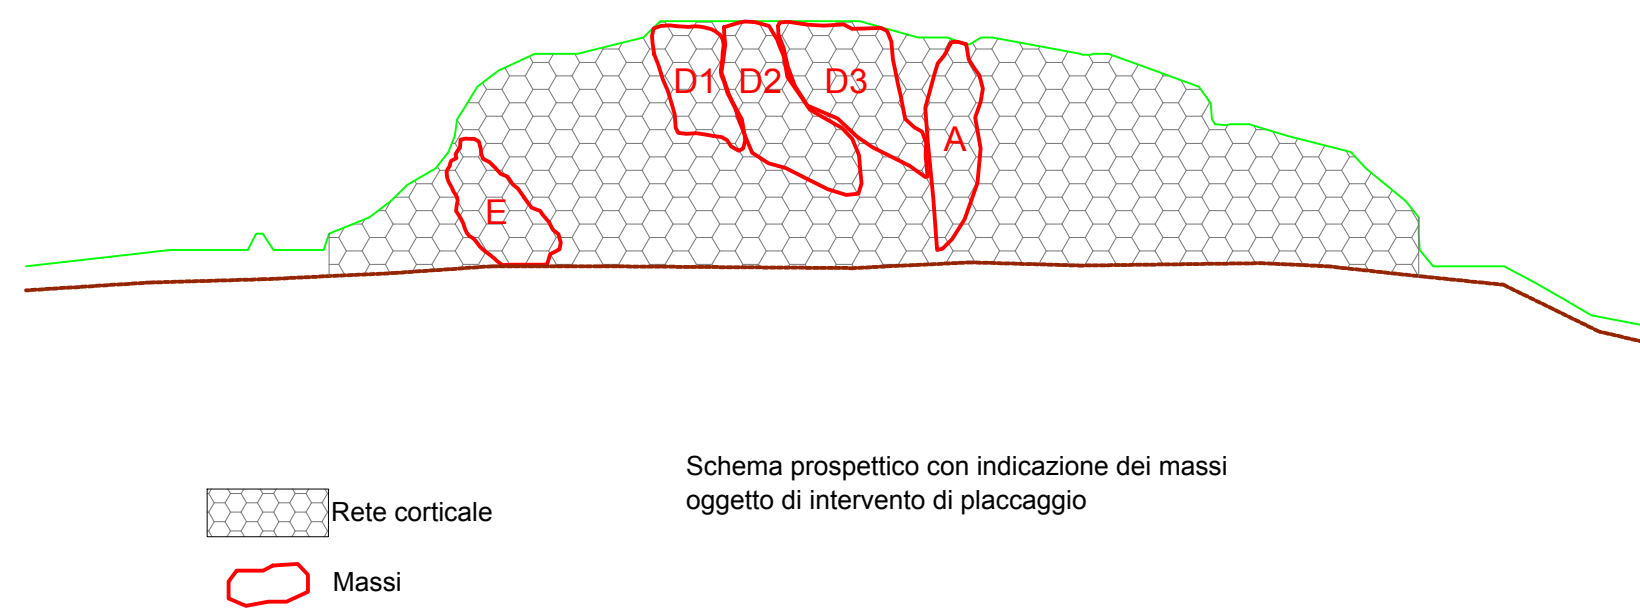 D1 D2 D3
A
E
Schema prospettico con indicazione dei massi
oggetto di intervento di placcaggio
Rete corticale
Massi